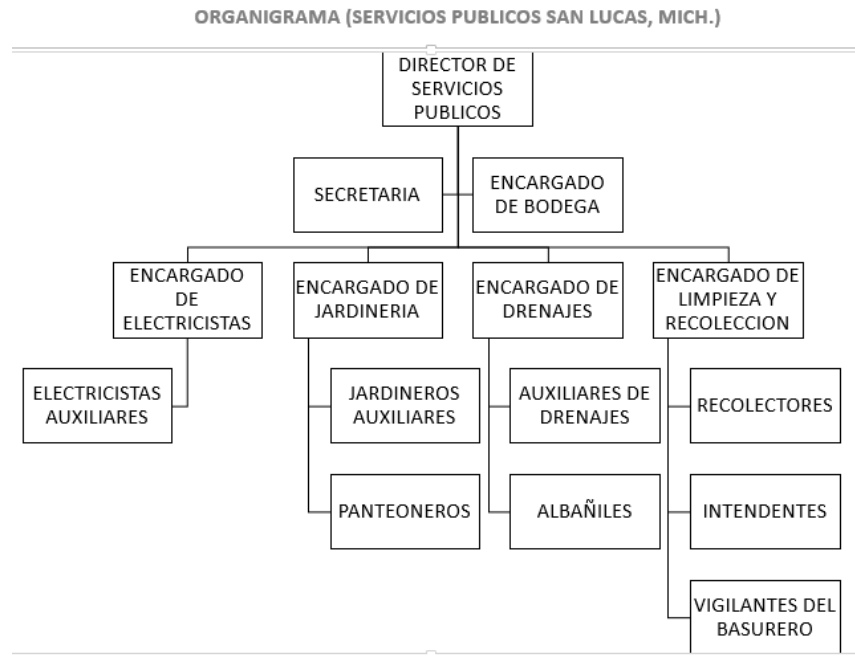 ORGANIGRAMA (SERVICIOS PUBLICOS SAN LUCAS, MICH.)
DIRECTOR DE
SERVICIOS
PUBLICOS
SECRETARIA
ENCARGADO
DE BODEGA
ENCARGADO
DE
ELECTRICISTAS
ENCARGADO DE
JARDINERIA
ENCARGADO DE
DRENAJES
ENCARGADO DE
LIMPIEZA Y
RECOLECCION
ELECTRICISTAS
AUXILIARES
JARDINEROS
AUXILIARES
AUXILIARES DE
DRENAJES
RECOLECTORES
PANTEONEROS
ALBAÑILES
INTENDENTES
VIGILANTES DEL
BASURERO